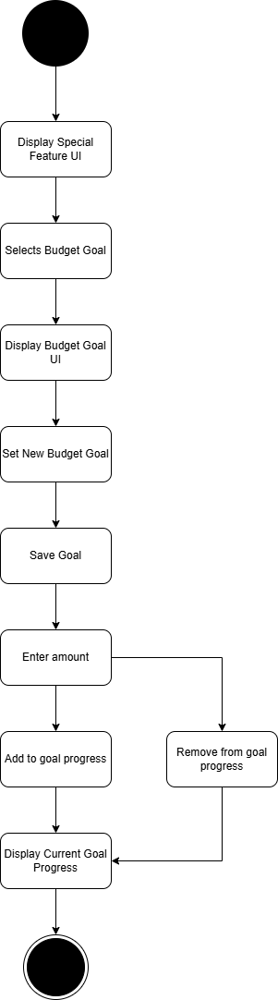 Display Special
Feature UI
Selects Budget Goal
Display Budget Goal
UI
Set New Budget Goal
Save Goal
Enter amount
Add to goal progress
Remove from goal
progress
Display Current Goal
Progress